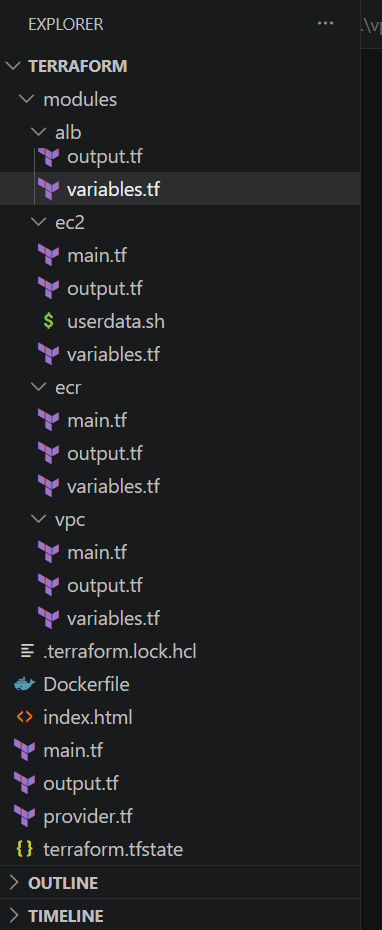 EXPLORER
.\vp
TERRAFORM
modules
alb
output.tf
variables.tf
ec2
main.tf
output.tf
userdata.sh
variables.tf
ecr
main.tf
output.tf
variables.tf
vpc
main.tf
output.tf
variables.tf
.terraform.lock.hcl
Dockerfile
index.html
main.tf
output.tf
provider.tf
terraform.tfstate
OUTLINE
TIMELINE